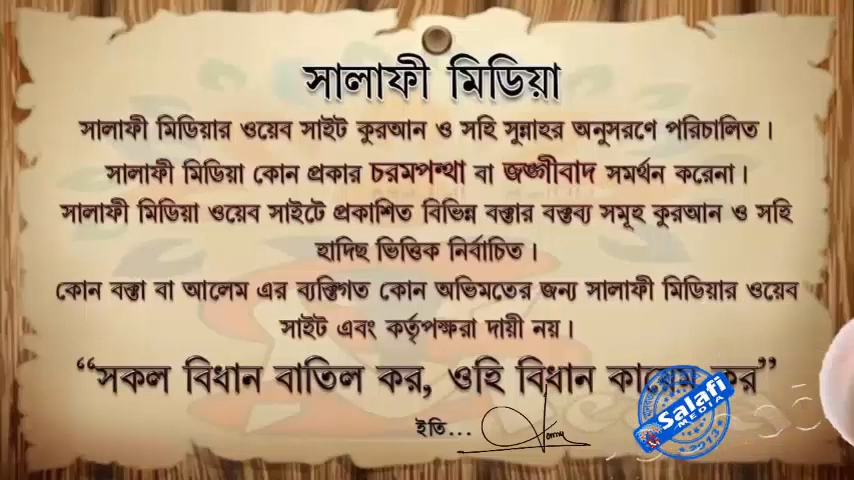 সালাফী মিডিয়া
সালাফী মিডিয়ার ওয়েব সাইট কুরআন ও সহি সুন্নাহর অনুসরণে পরিচালিত।
সালাফী মিডিয়া কোন প্রকার চরমপন্থা বা জঙ্গীবাদ সমর্থন করেনা।
সালাফী মিডিয়া ওয়েব সাইটে প্রকাশিত বিভিন্ন বক্তার বক্তব্য সমূহ কুরআন ও সহি
হাদিছ ভিত্তিক নির্বাচিত।
কোন বক্তা বা আলেম এর ব্যক্তিগত কোন অভিমতের জন্য সালাফী মিডিয়ার ওয়েব
সাইট এবং কর্তৃপক্ষরা দায়ী নয়।
“সকল বিধান বাতিল কর, ওহি বিধান কায়েম কর”
ইতি...
Salafi
MEDIA
2013